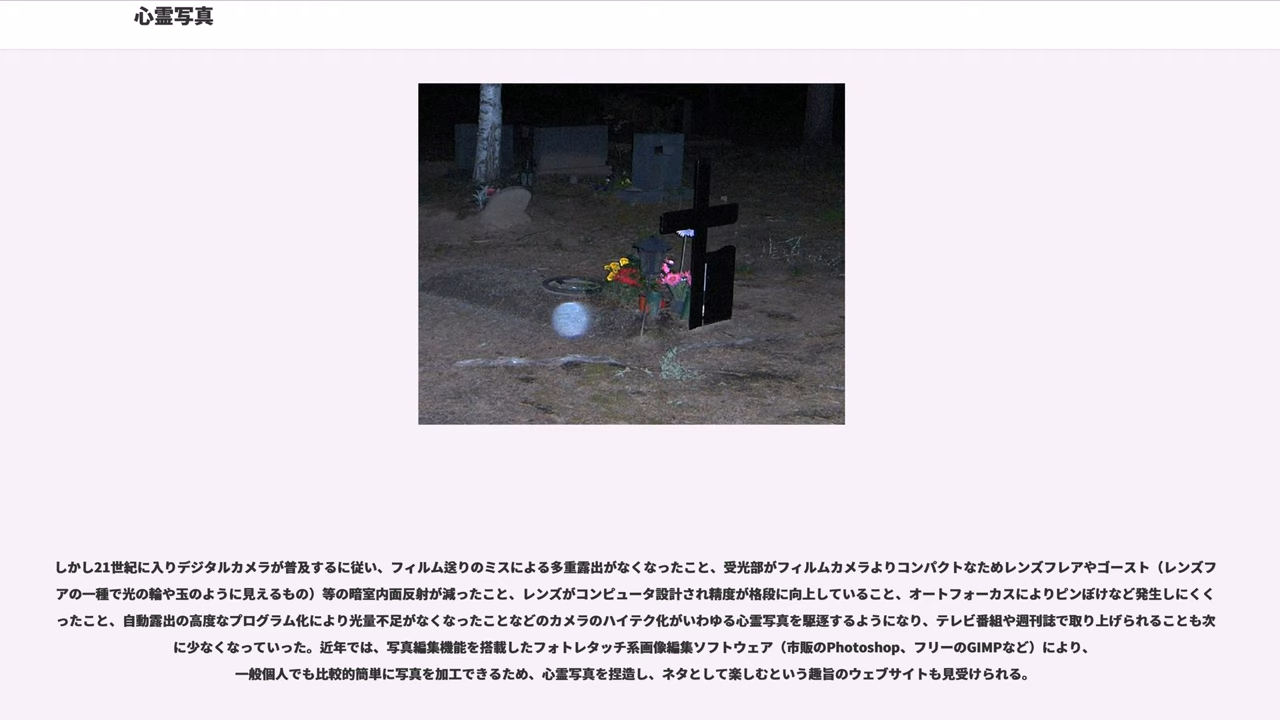 心霊写真
しかし21世紀に入りデジタルカメラが普及するに従い、フィルム送りのミスによる多重露出がなくなったこと、受光部がフィルムカメラよりコンパクトなためレンズフレアやゴースト（レンズフ
アの一種で光の輪や玉のように見えるもの）等の暗室内面反射が減ったこと、レンズがコンピュータ設計され精度が格段に向上していること、オートフォーカスによりピンぼけなど発生しにくく
ったこと、自動露出の高度なプログラム化により光量不足がなくなったことなどのカメラのハイテク化がいわゆる心霊写真を駆逐するようになり、テレビ番組や週刊誌で取り上げられることも次
に少なくなっていった。近年では、写真編集機能を搭載したフォトレタッチ系画像編集ソフトウェア（市販のPhotoshop、フリーのGIMPなど）により、
一般個人でも比較的簡単に写真を加工できるため、心霊写真を捏造し、ネタとして楽しむという趣旨のウェブサイトも見受けられる。